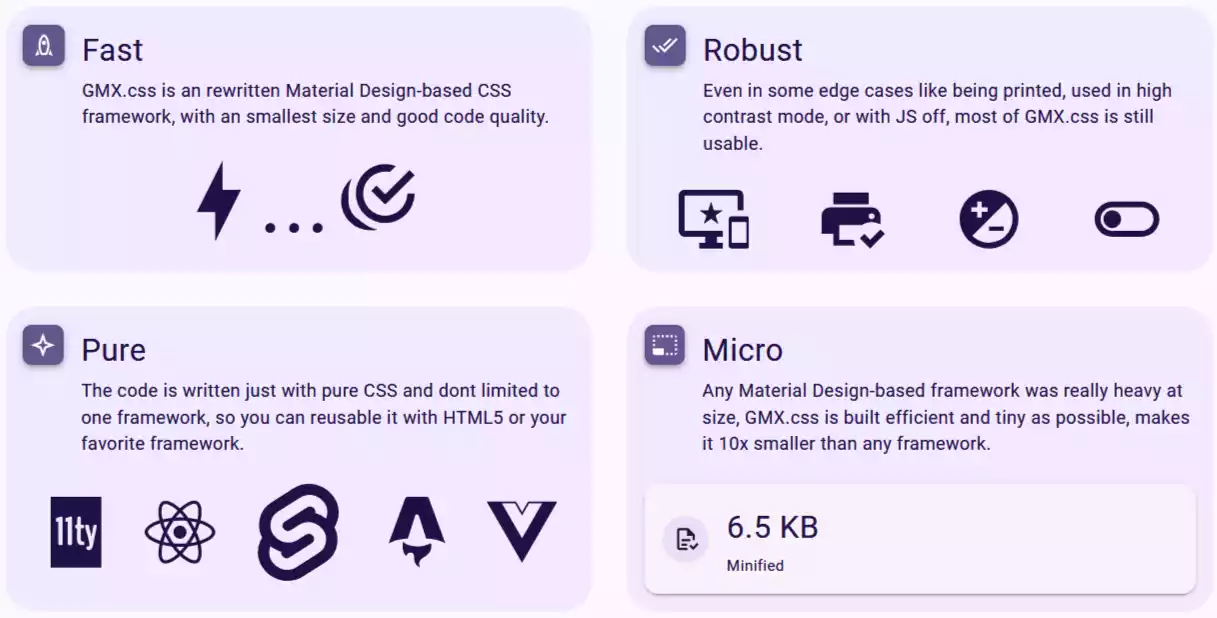 Fast
GMX.css is an rewritten Material Design-based CSS
framework, with an smallest size and good code quality.
Robust
Even in some edge cases like being printed, used in high
contrast mode, or with JS off, most of GMX.css is still
usable.
Pure
The code is written just with pure CSS and dont limited to
one framework, so you can reusable it with HTML5 or your
favorite framework.
11ty
Micro
Any Material Design-based framework was really heavy at
size, GMX.css is built efficient and tiny as possible, makes
it 10x smaller than any framework.
6.5 KB
Minified